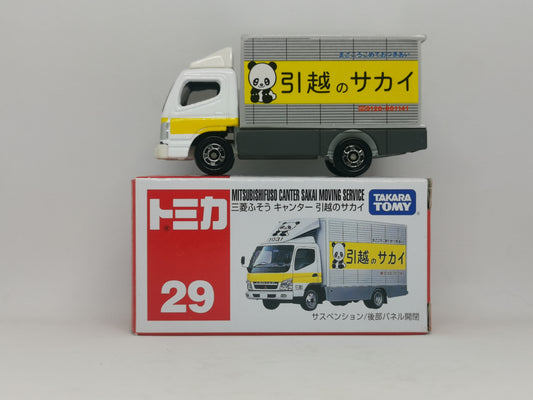 まごころこめておつきあい
引越のサカイ
0120-001141
トミカ
29
MITSUBISHIFUSO CANTER SAKAI MOVING SERVICE
三菱ふそう キャンター 引越のサカイ
TAKARA
TOMY
引越のサカイ
サスペンション/後部パネル開閉